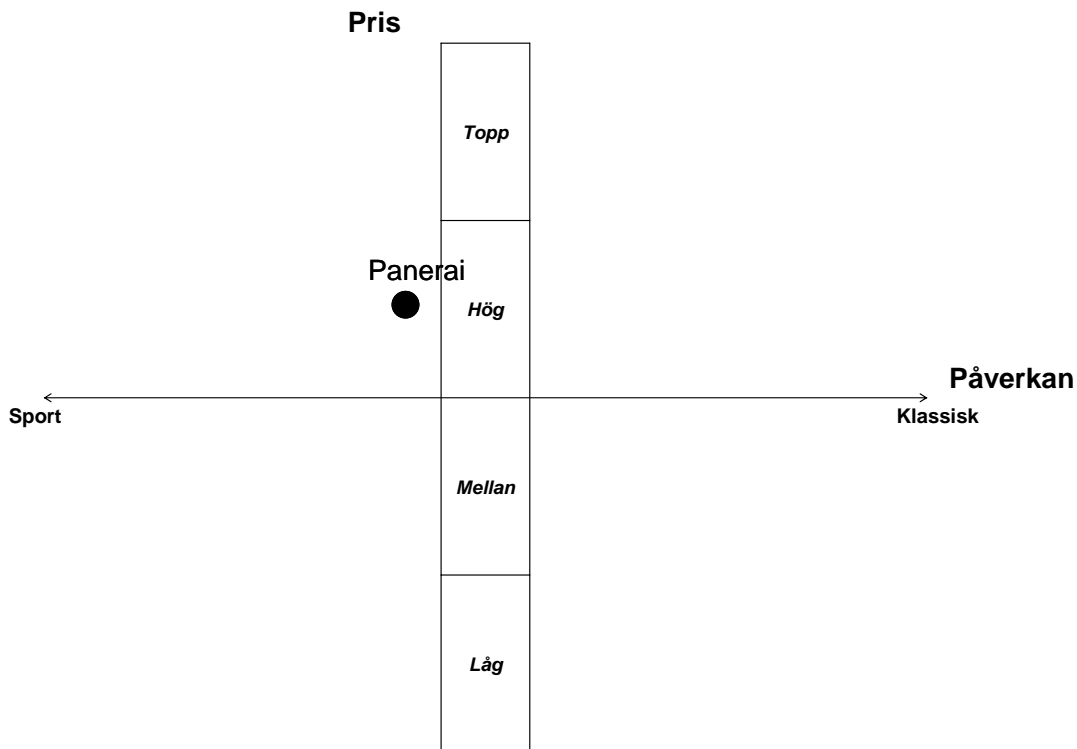 Pris
Topp
Panerai
Hög
Påverkan
Sport
Klassisk
Mellan
Låg